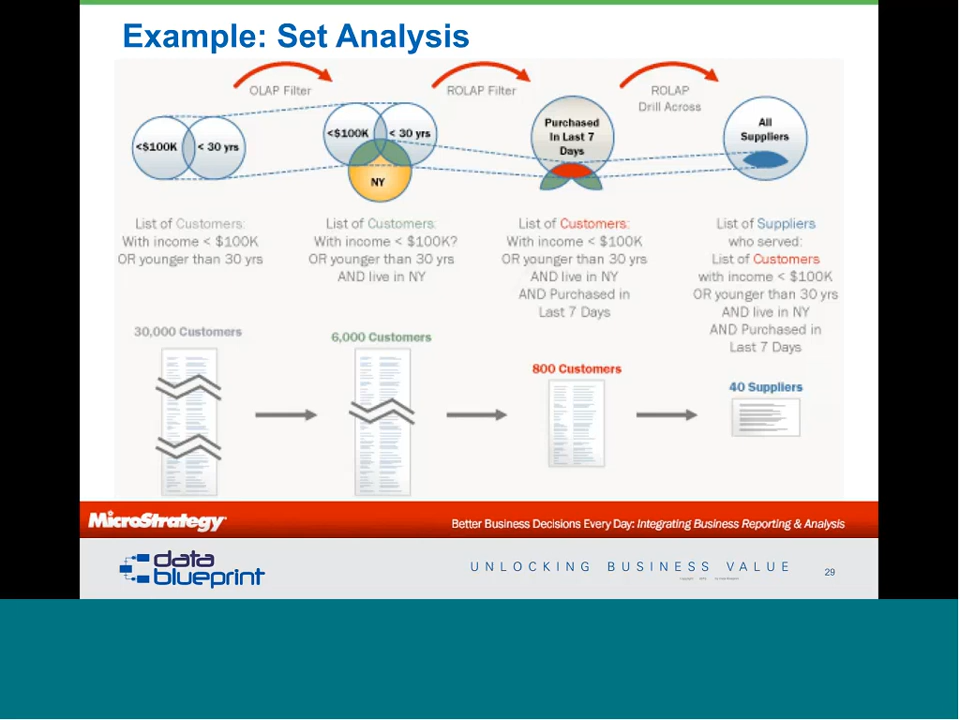 Example: Set Analysis
OLAP Filter
ROLAP Filter
ROLAP
Drill Across
<$100K
< 30 yrs
<$100K
< 30 yrs
NY
Purchased
In Last 7
Days
All
Suppliers
List of Customers:
With income < $100K
OR younger than 30 yrs
List of Customers:
With income < $100K?
OR younger than 30 yrs
AND live in NY
List of Customers:
With income < $100K
OR younger than 30 yrs
AND live in NY
AND Purchased in
Last 7 Days
List of Suppliers
who served:
List of Customers
with income < $100K
OR younger than 30 yrs
AND live in NY
AND Purchased in
Last 7 Days
30,000 Customers
6,000 Customers
800 Customers
40 Suppliers
MicroStrategy
Better Business Decisions Every Day: Integrating Business Reporting & Analysis
data
blueprint
UNLOCKING BUSINESS VALUE
29